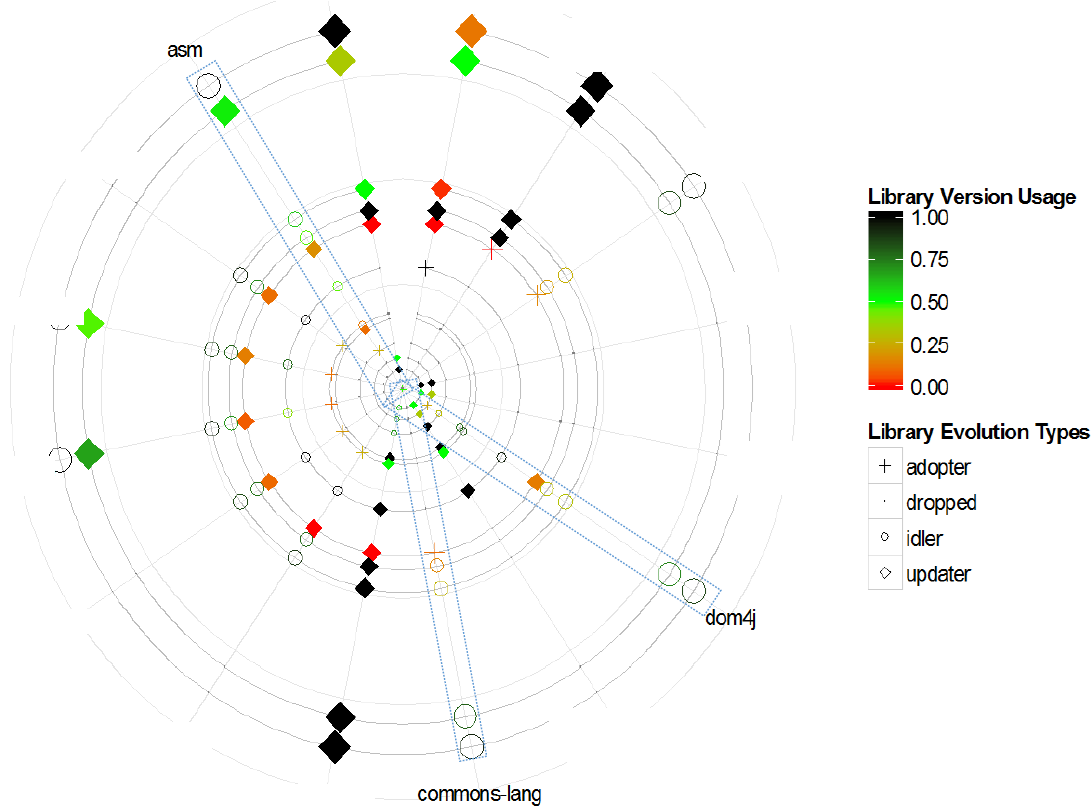 asm
Library Version Usage
1.00
0.75
0.50
0.25
0.00
Library Evolution Types
adopter
dropped
idler
updater
dom4j
commons-lang